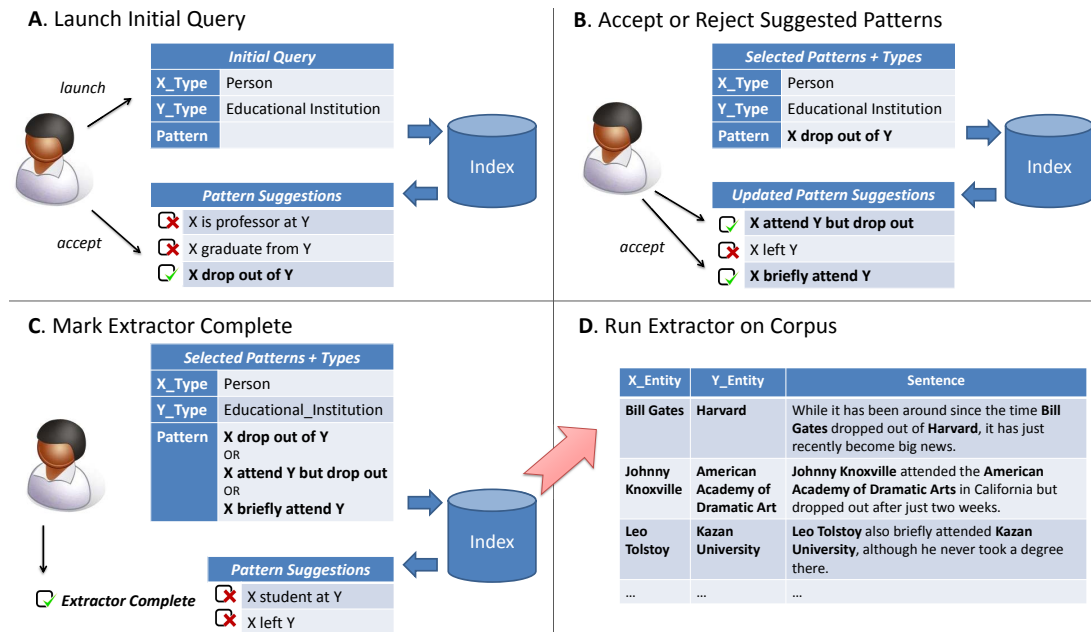 A. Launch Initial Query
launch
Initial Query
X_Type Person
Y_Type Educational Institution
Pattern
Index
accept
Pattern Suggestions
X is professor at Y
X graduate from Y
X drop out of Y
B. Accept or Reject Suggested Patterns
Selected Patterns + Types
X_Type Person
Y_Type Educational Institution
Pattern X drop out of Y
Index
accept
Updated Pattern Suggestions
X attend Y but drop out
X left Y
X briefly attend Y
C. Mark Extractor Complete
Selected Patterns + Types
X_Type Person
Y_Type Educational_Institution
Pattern X drop out of Y
OR
X attend Y but drop out
OR
X briefly attend Y
Index
Extractor Complete
Pattern Suggestions
X student at Y
X left Y
D. Run Extractor on Corpus
X_Entity Y_Entity Sentence
Bill Gates Harvard While it has been around since the time Bill
Gates dropped out of Harvard, it has just
recently become big news.
Johnny American Johnny Knoxville attended the American
Knoxville Academy of Academy of Dramatic Arts in California but
Dramatic Art dropped out after just two weeks.
Leo Kazan Leo Tolstoy also briefly attended Kazan
Tolstoy University University, although he never took a degree
there.
... ... ...